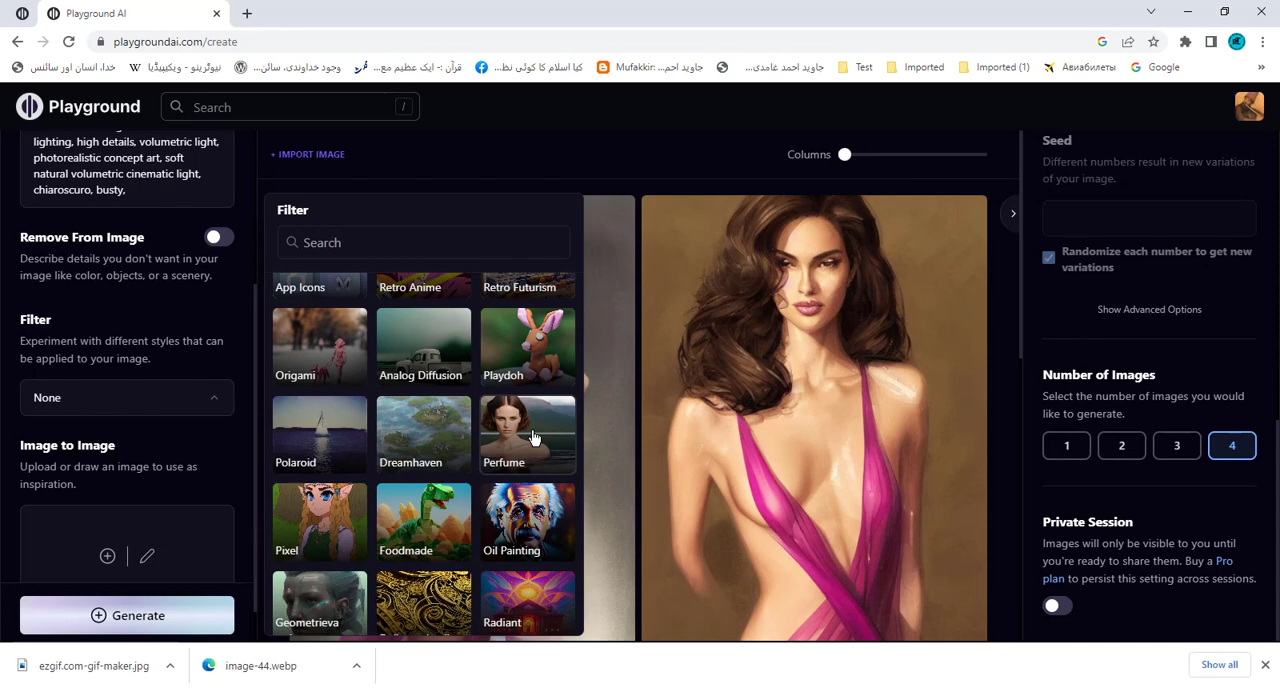 Playground AI
playgroundai.com/create
خدا، انسان اور سائنس
نیوٹرینو - ویکیپیڈیا
وجود خداوندی، سائن...
قرآن :- ایک عظیم مع...
کیا اسلام کا کوئی نظ...
Mufakkir: جاوید احم...
جاوید احمد غامدی...
Test
Imported
Imported (1)
Авиабилеты
Google
»
Playground
Search
/
lighting, high details, volumetric light,
photorealistic concept art, soft
natural volumetric cinematic light,
chiaroscuro, busty,
Remove From Image
Describe details you don't want in your
image like color, objects, or a scenery.
Filter
Experiment with different styles that can
be applied to your image.
None
Image to Image
Upload or draw an image to use as
inspiration.
Generate
+ IMPORT IMAGE
Columns
Filter
Search
App Icons
Retro Anime
Retro Futurism
Origami
Analog Diffusion
Playdoh
Polaroid
Dreamhaven
Perfume
Pixel
Foodmade
Oil Painting
Geometrieva
Radiant
Seed
Different numbers result in new variations
of your image.
Randomize each number to get new
variations
Show Advanced Options
Number of Images
Select the number of images you would
like to generate.
1 2 3 4
Private Session
Images will only be visible to you until
you're ready to share them. Buy a Pro
plan to persist this setting across sessions.
ezgif.com-gif-maker.jpg
image-44.webp
Show all